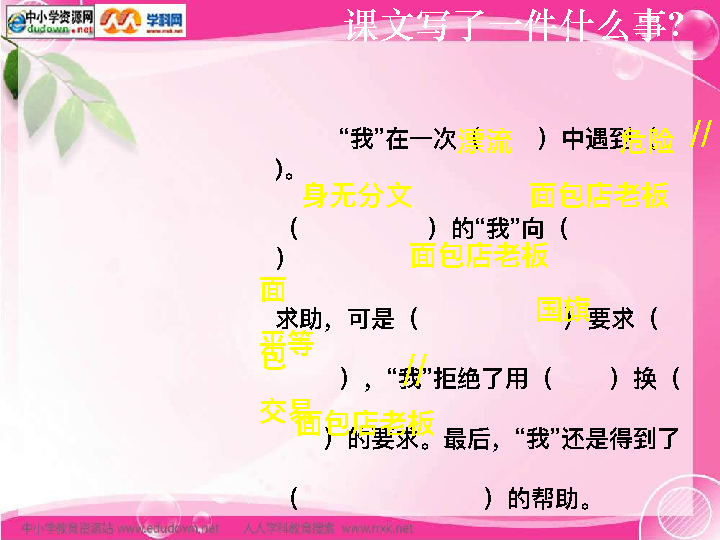 中小学资源网
edudown.net
学科网
www.nxk.net
课文写了一件什么事？
“我”在一次（漂流）中遇到（危险 //
)。
身无分文 面包店老板
（ ）的“我”向（
）
面包店老板
面
求助，可是（ 国旗）要求（
平等
包
），“我”拒绝了用（ ）换（
//
交易
面包店老板
）的要求。最后，“我”还是得到了
（ ）的帮助。
中小学教育资源站 www.edudown.net 人人学科教育搜索 www.nxk.net